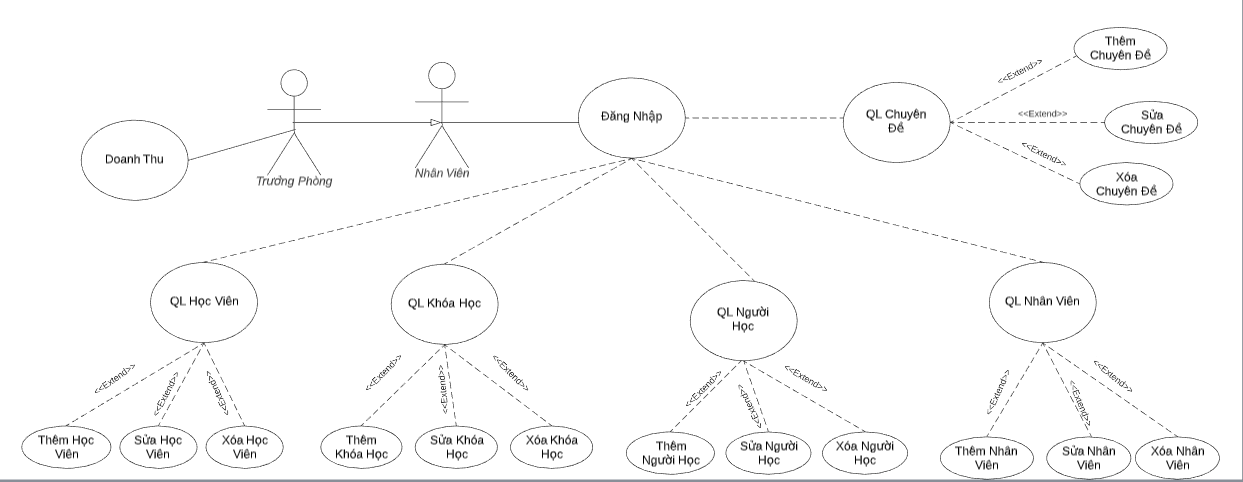 Thêm
Chuyên Đề
<<Extend>>
Đăng Nhập
QL Chuyên
Đề
<<Extend>>
Sửa
Chuyên Đề
Doanh Thu
Trưởng Phòng
Nhân Viên
<<Extend>>
Xóa
Chuyên Đề
QL Học Viên
QL Khóa Học
QL Người
Học
QL Nhân Viên
<<Extend>>
<<Extend>>
<<Extend>>
<<Extend>>
<<Extend>>
<<Extend>>
<<Extend>>
<<Extend>>
<<Extend>>
<<Extend>>
<<Extend>>
<<Extend>>
Thêm Học
Viên
Sửa Học
Viên
Xóa Học
Viên
Thêm
Khóa Học
Sửa Khóa
Học
Xóa Khóa
Học
Thêm
Người Học
Sửa Người
Học
Xóa Người
Học
Thêm Nhân
Viên
Sửa Nhân
Viên
Xóa Nhân
Viên